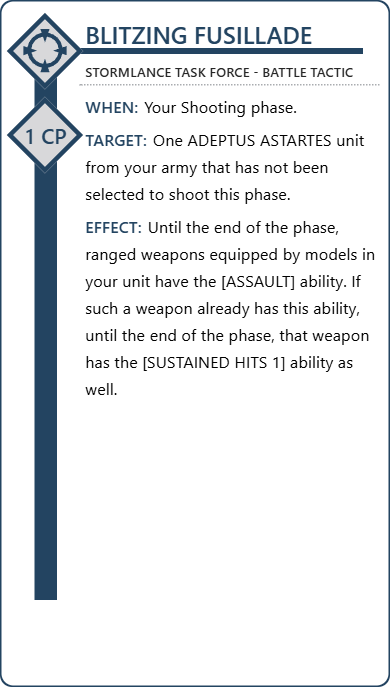 BLITZING FUSILLADE
STORMLANCE TASK FORCE - BATTLE TACTIC
1 CP
WHEN: Your Shooting phase.
TARGET: One ADEPTUS ASTARTES unit
from your army that has not been
selected to shoot this phase.
EFFECT: Until the end of the phase,
ranged weapons equipped by models in
your unit have the [ASSAULT] ability. If
such a weapon already has this ability,
until the end of the phase, that weapon
has the [SUSTAINED HITS 1] ability as
well.